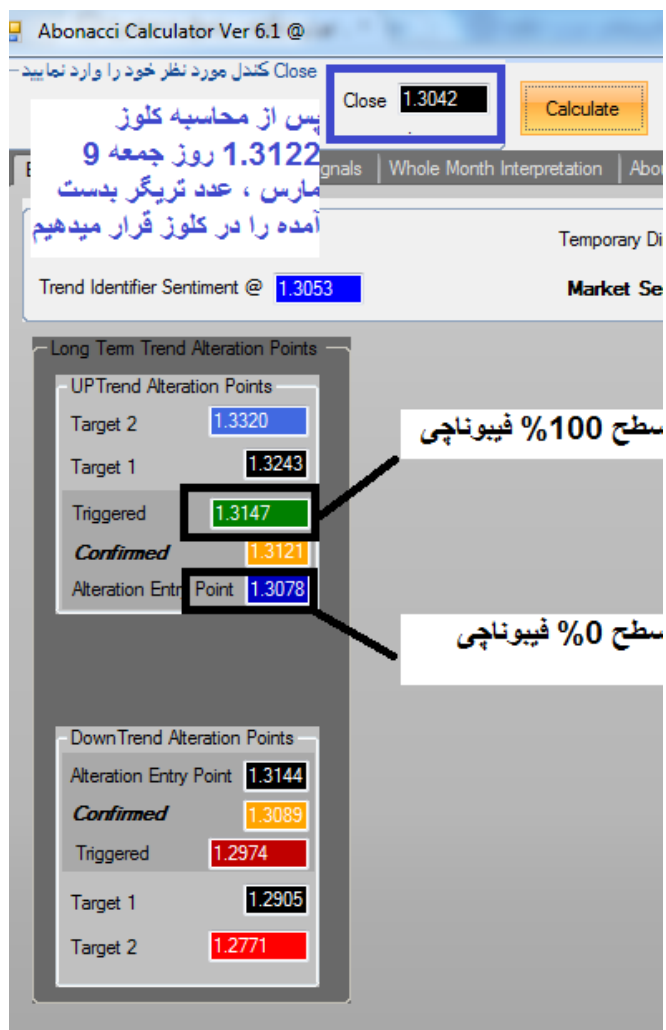 Abonacci Calculator Ver 6.1 @
Close کندل مورد نظر خود را وارد نمایید
Close 1.3042
Calculate
پس از محاسبه کلوز
1.3122 روز جمعه 9
مارس ، عدد تریگر بدست
آمده را در کلوز قرار میدهیم
gnals Whole Month Interpretation Abo
Temporary Di
Trend Identifier Sentiment @ 1.3053
Market Se
Long Term Trend Alteration Points
UPTrend Alteration Points
Target 2 1.3320
Target 1 1.3243
Triggered 1.3147
Confirmed 1.3121
Alteration Entr Point 1.3078
سطح 100% فیبوناچی
سطح 0% فیبوناچی
DownTrend Alteration Points
Alteration Entry Point 1.3144
Confirmed 1.3089
Triggered 1.2974
Target 1 1.2905
Target 2 1.2771